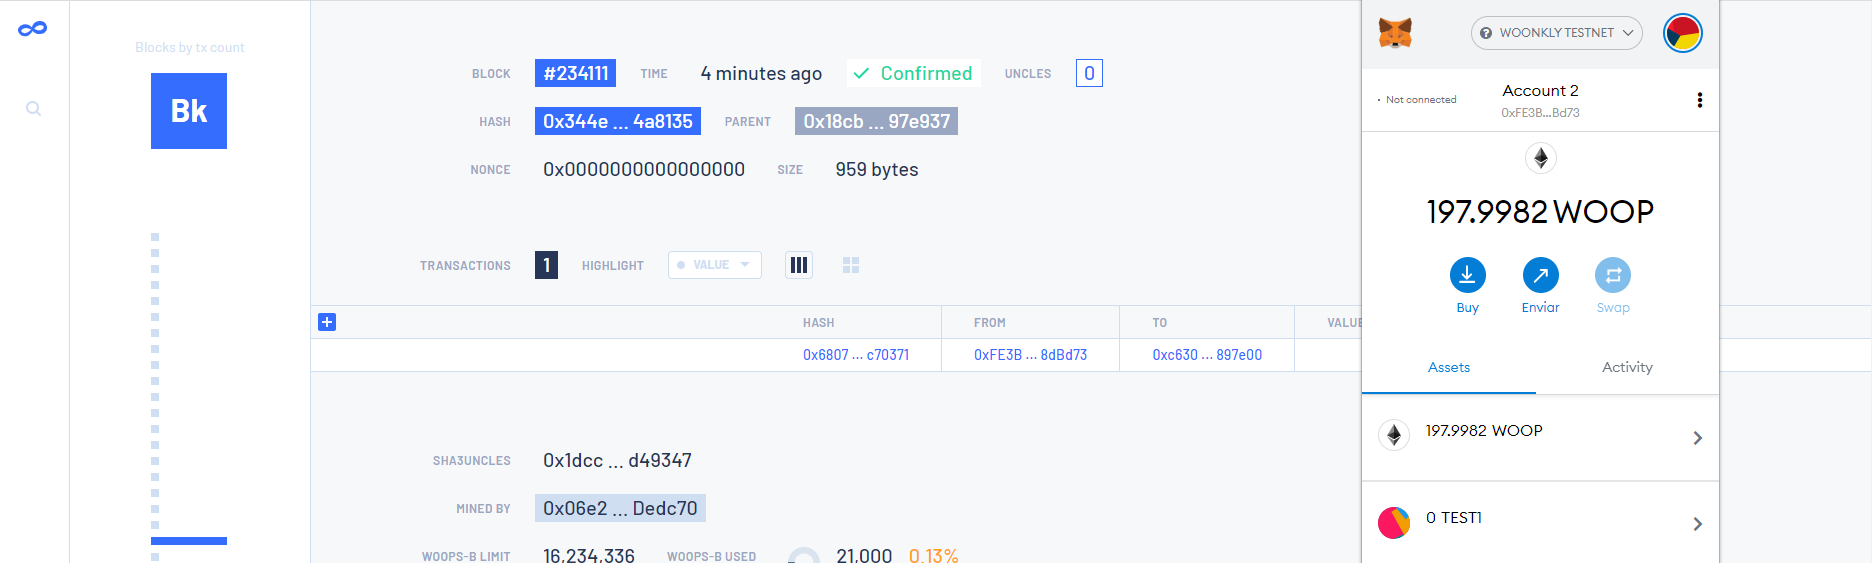 Blocks by tx count
Bk
BLOCK #234111 TIME 4 minutes ago Confirmed UNCLES 0
HASH 0x344e ... 4a8135 PARENT 0x18cb ... 97e937
NONCE 0x0000000000000000 SIZE 959 bytes
TRANSACTIONS 1 HIGHLIGHT VALUE
HASH FROM TO VALUE
0x6807 ... c70371 0xFE3B ... 8dBd73 0xc630 ... 897e00
SHA3UNCLES 0x1dcc ... d49347
MINED BY 0x06e2 ... Dedc70
WOOPS-B LIMIT 16,234,336 WOOPS-B USED 21,000 0.13%
WOONKLY TESTNET
Not connected
Account 2
0xFE3B...Bd73
197.9982 WOOP
Buy Enviar Swap
Assets Activity
197.9982 WOOP
0 TEST1